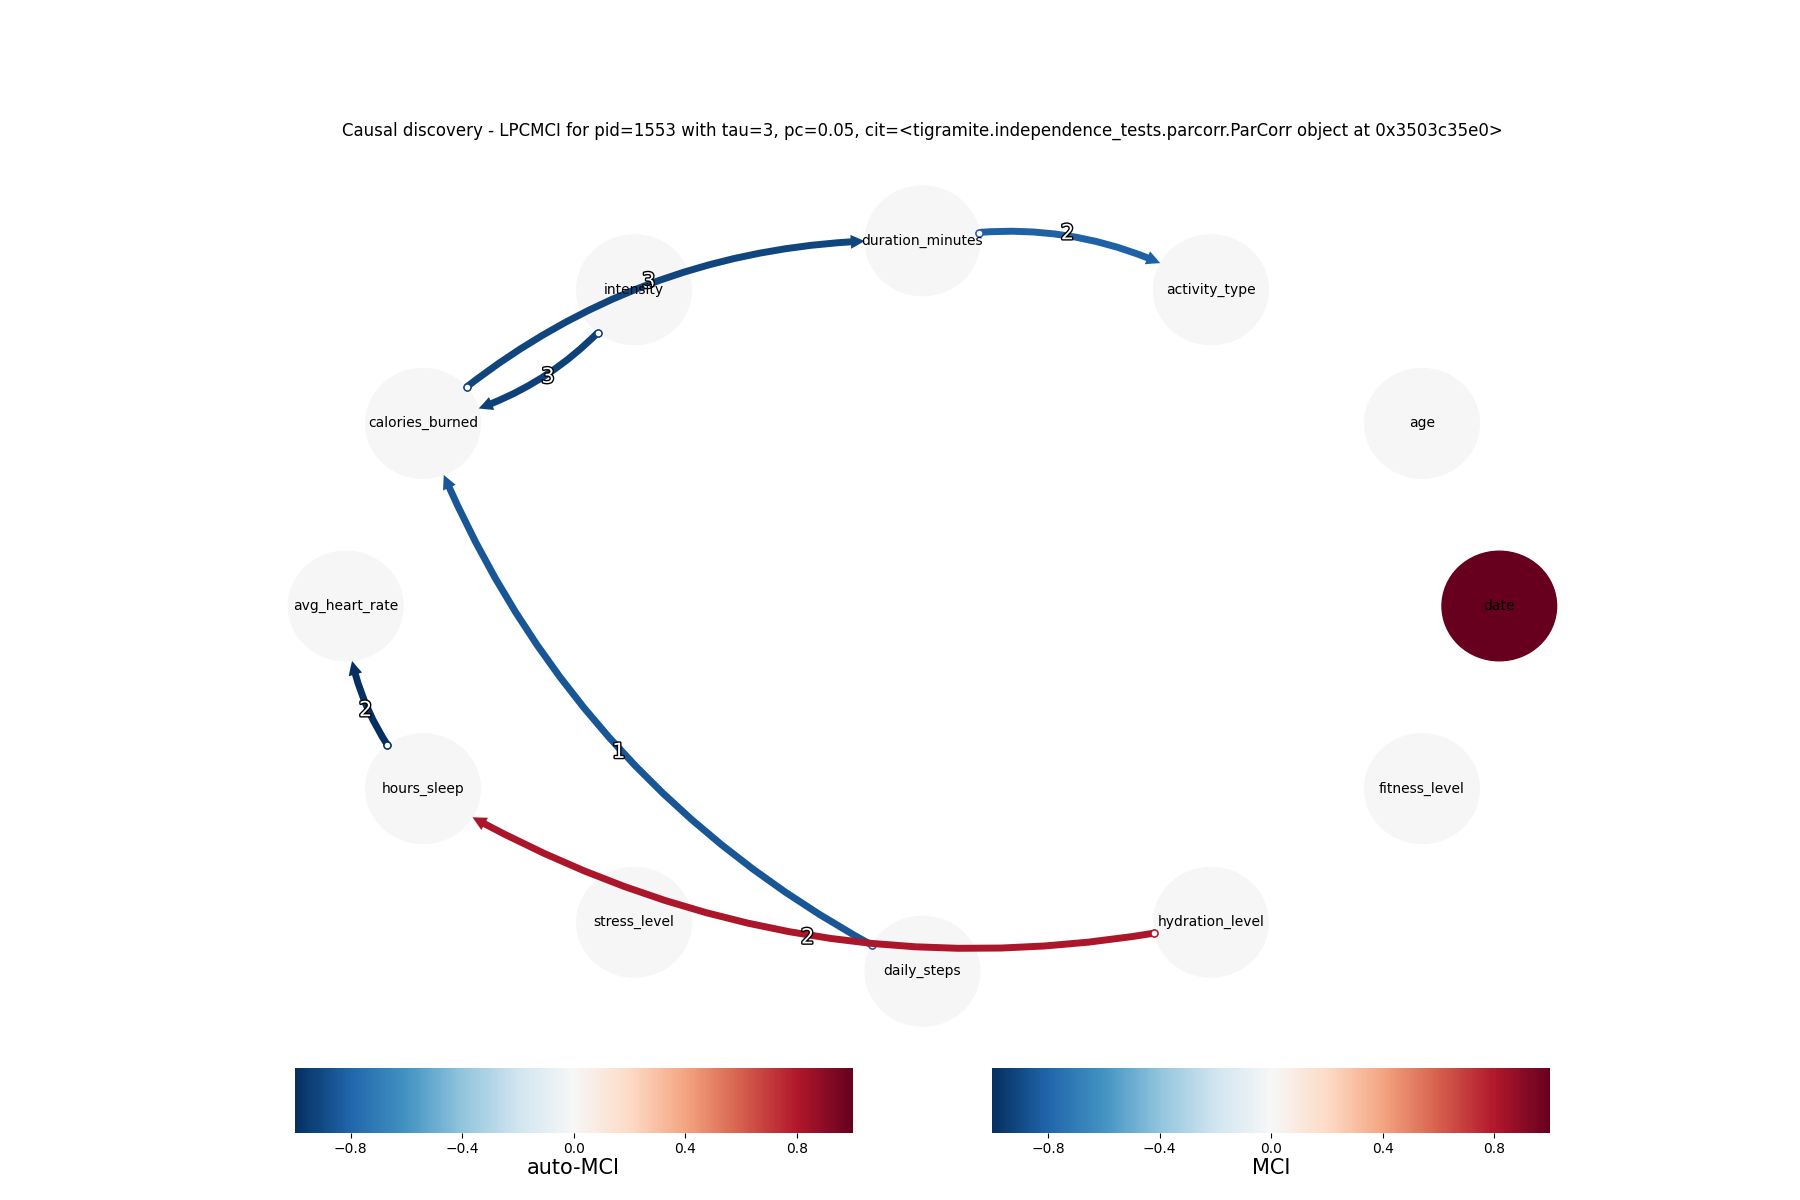 Causal discovery - LPCMCI for pid=1553 with tau=3, pc=0.05, cit=<tigramite.independence_tests.parcorr.ParCorr object at 0x3503c35e0>
duration_minutes
2
3
intensity
activity_type
3
calories_burned
age
avg_heart_rate
date
2
1
hours_sleep
fitness_level
stress_level
2
hydration_level
daily_steps
−0.8 −0.4 0.0 0.4 0.8
auto-MCI
−0.8 −0.4 0.0 0.4 0.8
MCI